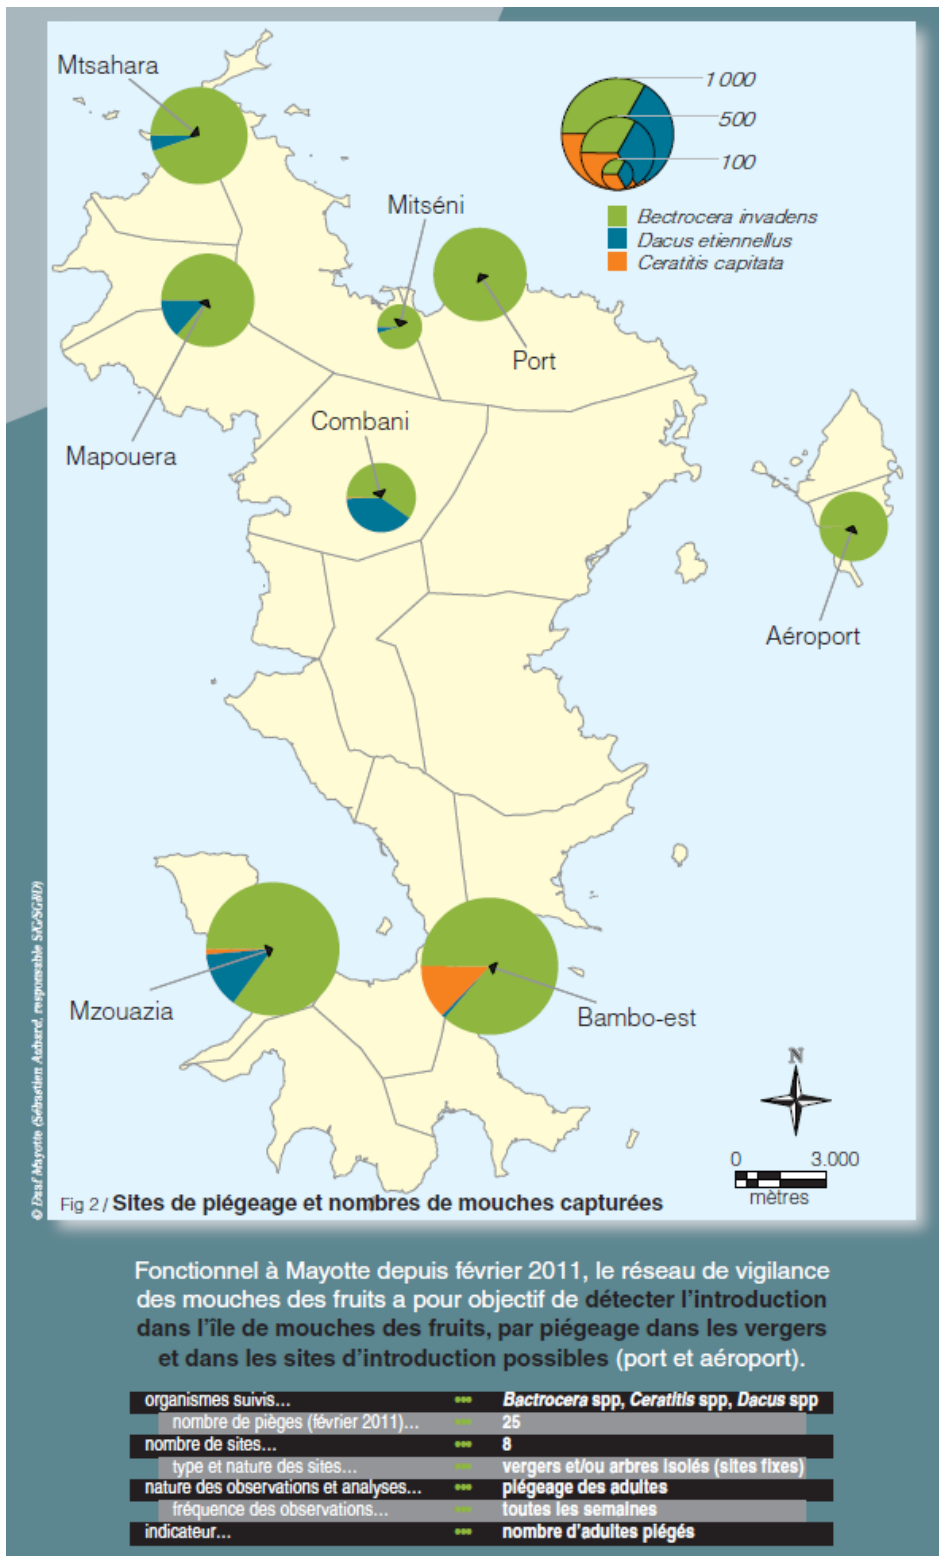 Mtsahara
1 000
500
100
Mitséni
Bectrocera invadens
Dacus etiennellus
Ceratitis capitata
Port
Combani
Mapouera
Aéroport
Mzouazia
Bambo-est
N
0 3.000
mètres
© Daaf Mayotte (Sébastien Aubard, responsable SIG/SGBD)
Fig 2 / Sites de piégeage et nombres de mouches capturées
Fonctionnel à Mayotte depuis février 2011, le réseau de vigilance
des mouches des fruits a pour objectif de détecter l'introduction
dans l'île de mouches des fruits, par piégeage dans les vergers
et dans les sites d'introduction possibles (port et aéroport).
organismes suivis… ••• Bactrocera spp, Ceratitis spp, Dacus spp
nombre de pièges (février 2011)… ••• 25
nombre de sites… ••• 8
type et nature des sites… ••• vergers et/ou arbres isolés (sites fixes)
nature des observations et analyses… ••• piégeage des adultes
fréquence des observations… ••• toutes les semaines
indicateur… ••• nombre d'adultes piégés